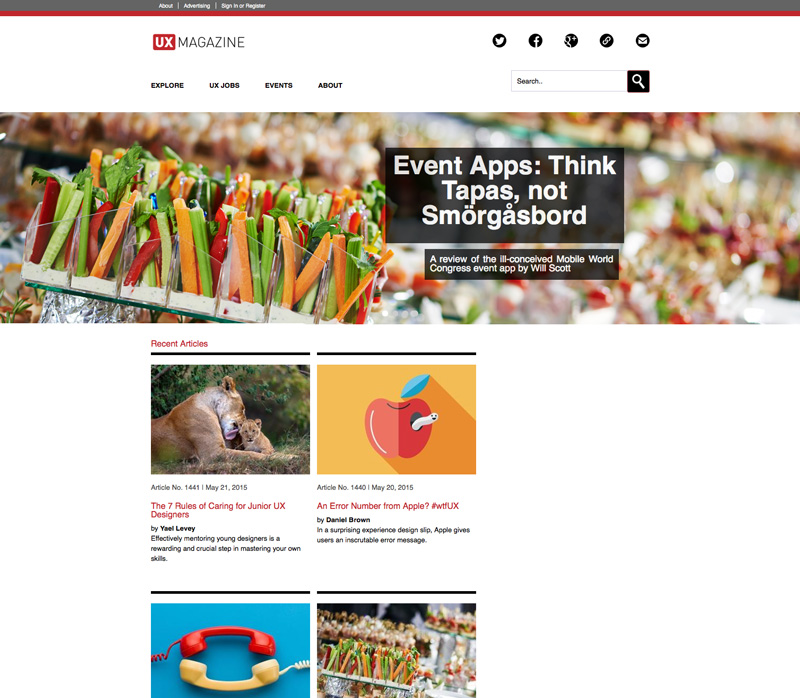 About | Advertising | Sign In or Register
UX MAGAZINE
EXPLORE UX JOBS EVENTS ABOUT
Search..
Event Apps: Think
Tapas, not
Smörgåsbord
A review of the ill-conceived Mobile World
Congress event app by Will Scott
Recent Articles
Article No. 1441 | May 21, 2015
The 7 Rules of Caring for Junior UX
Designers
by Yael Levey
Effectively mentoring young designers is a
rewarding and crucial step in mastering your own
skills.
Article No. 1440 | May 20, 2015
An Error Number from Apple? #wtfUX
by Daniel Brown
In a surprising experience design slip, Apple gives
users an inscrutable error message.